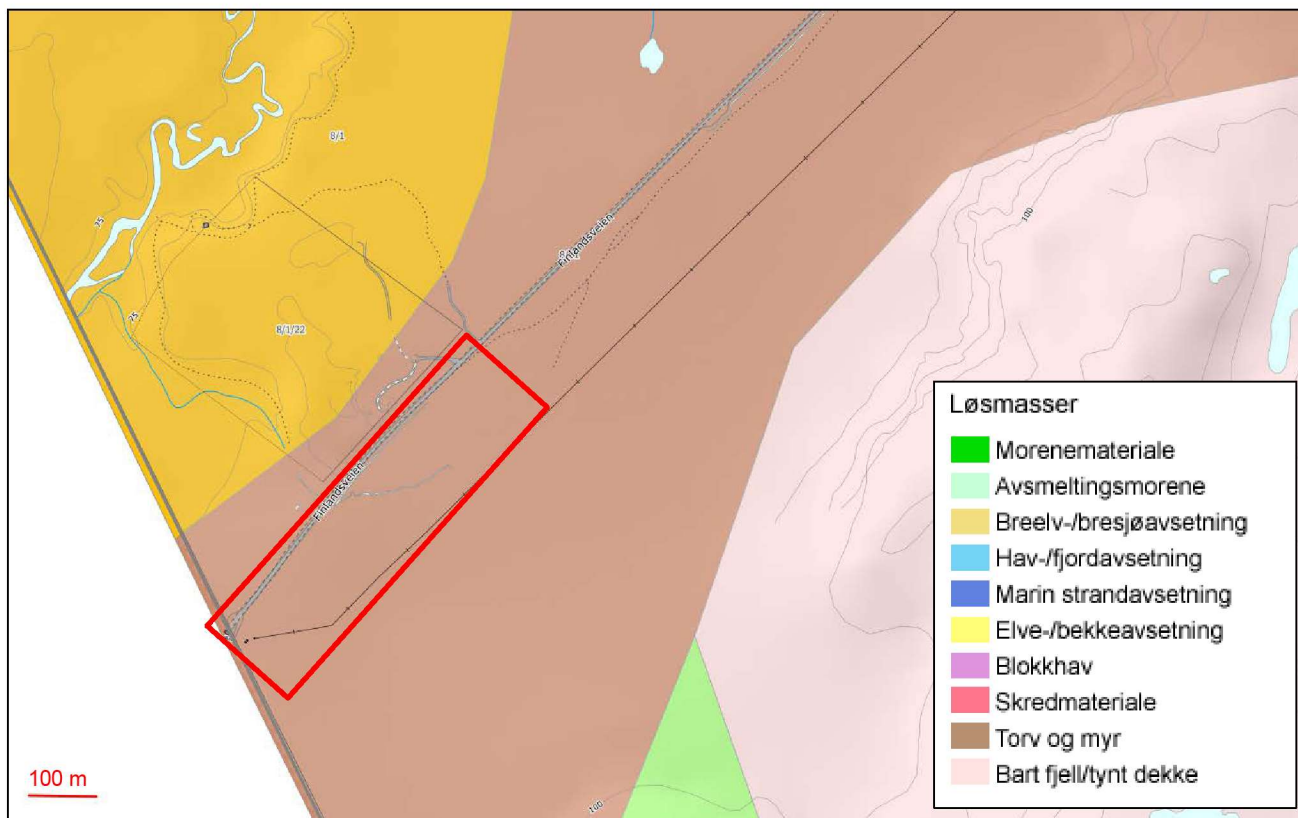 8/1
35
Finlandsveien
100
25
8/1/22
Finlandsveien
100 m
100
Løsmasser
Morenemateriale
Avsmeltingsmorene
Breelv-/bresjøavsetning
Hav-/fjordavsetning
Marin strandavsetning
Elve-/bekkeavsetning
Blokkhav
Skredmateriale
Torv og myr
Bart fjell/tynt dekke